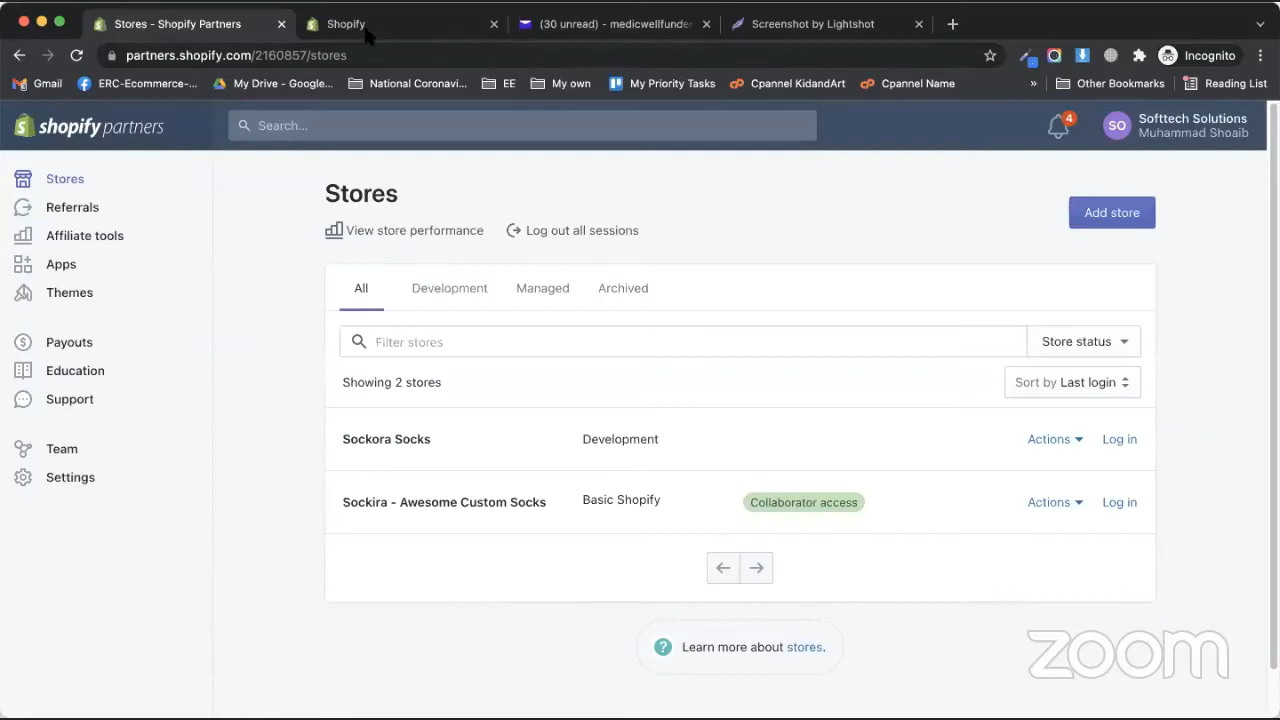 Stores - Shopify Partners
Shopify
(30 unread) - medicwellfunder
Screenshot by Lightshot
partners.shopify.com/2160857/stores
Incognito
Gmail
ERC-Ecommerce-...
My Drive - Google...
National Coronavi...
EE
My own
My Priority Tasks
Cpannel KidandArt
Cpannel Name
»
Other Bookmarks
Reading List
shopify partners
Search...
4
SO
Softtech Solutions
Muhammad Shoaib
Stores
Referrals
Affiliate tools
Apps
Themes
Payouts
Education
Support
Team
Settings
Stores
Add store
View store performance
Log out all sessions
All
Development
Managed
Archived
Filter stores
Store status
Showing 2 stores
Sort by Last login
Sockora Socks
Development
Actions
Log in
Sockira - Awesome Custom Socks
Basic Shopify
Collaborator access
Actions
Log in
? Learn more about stores.
zoom